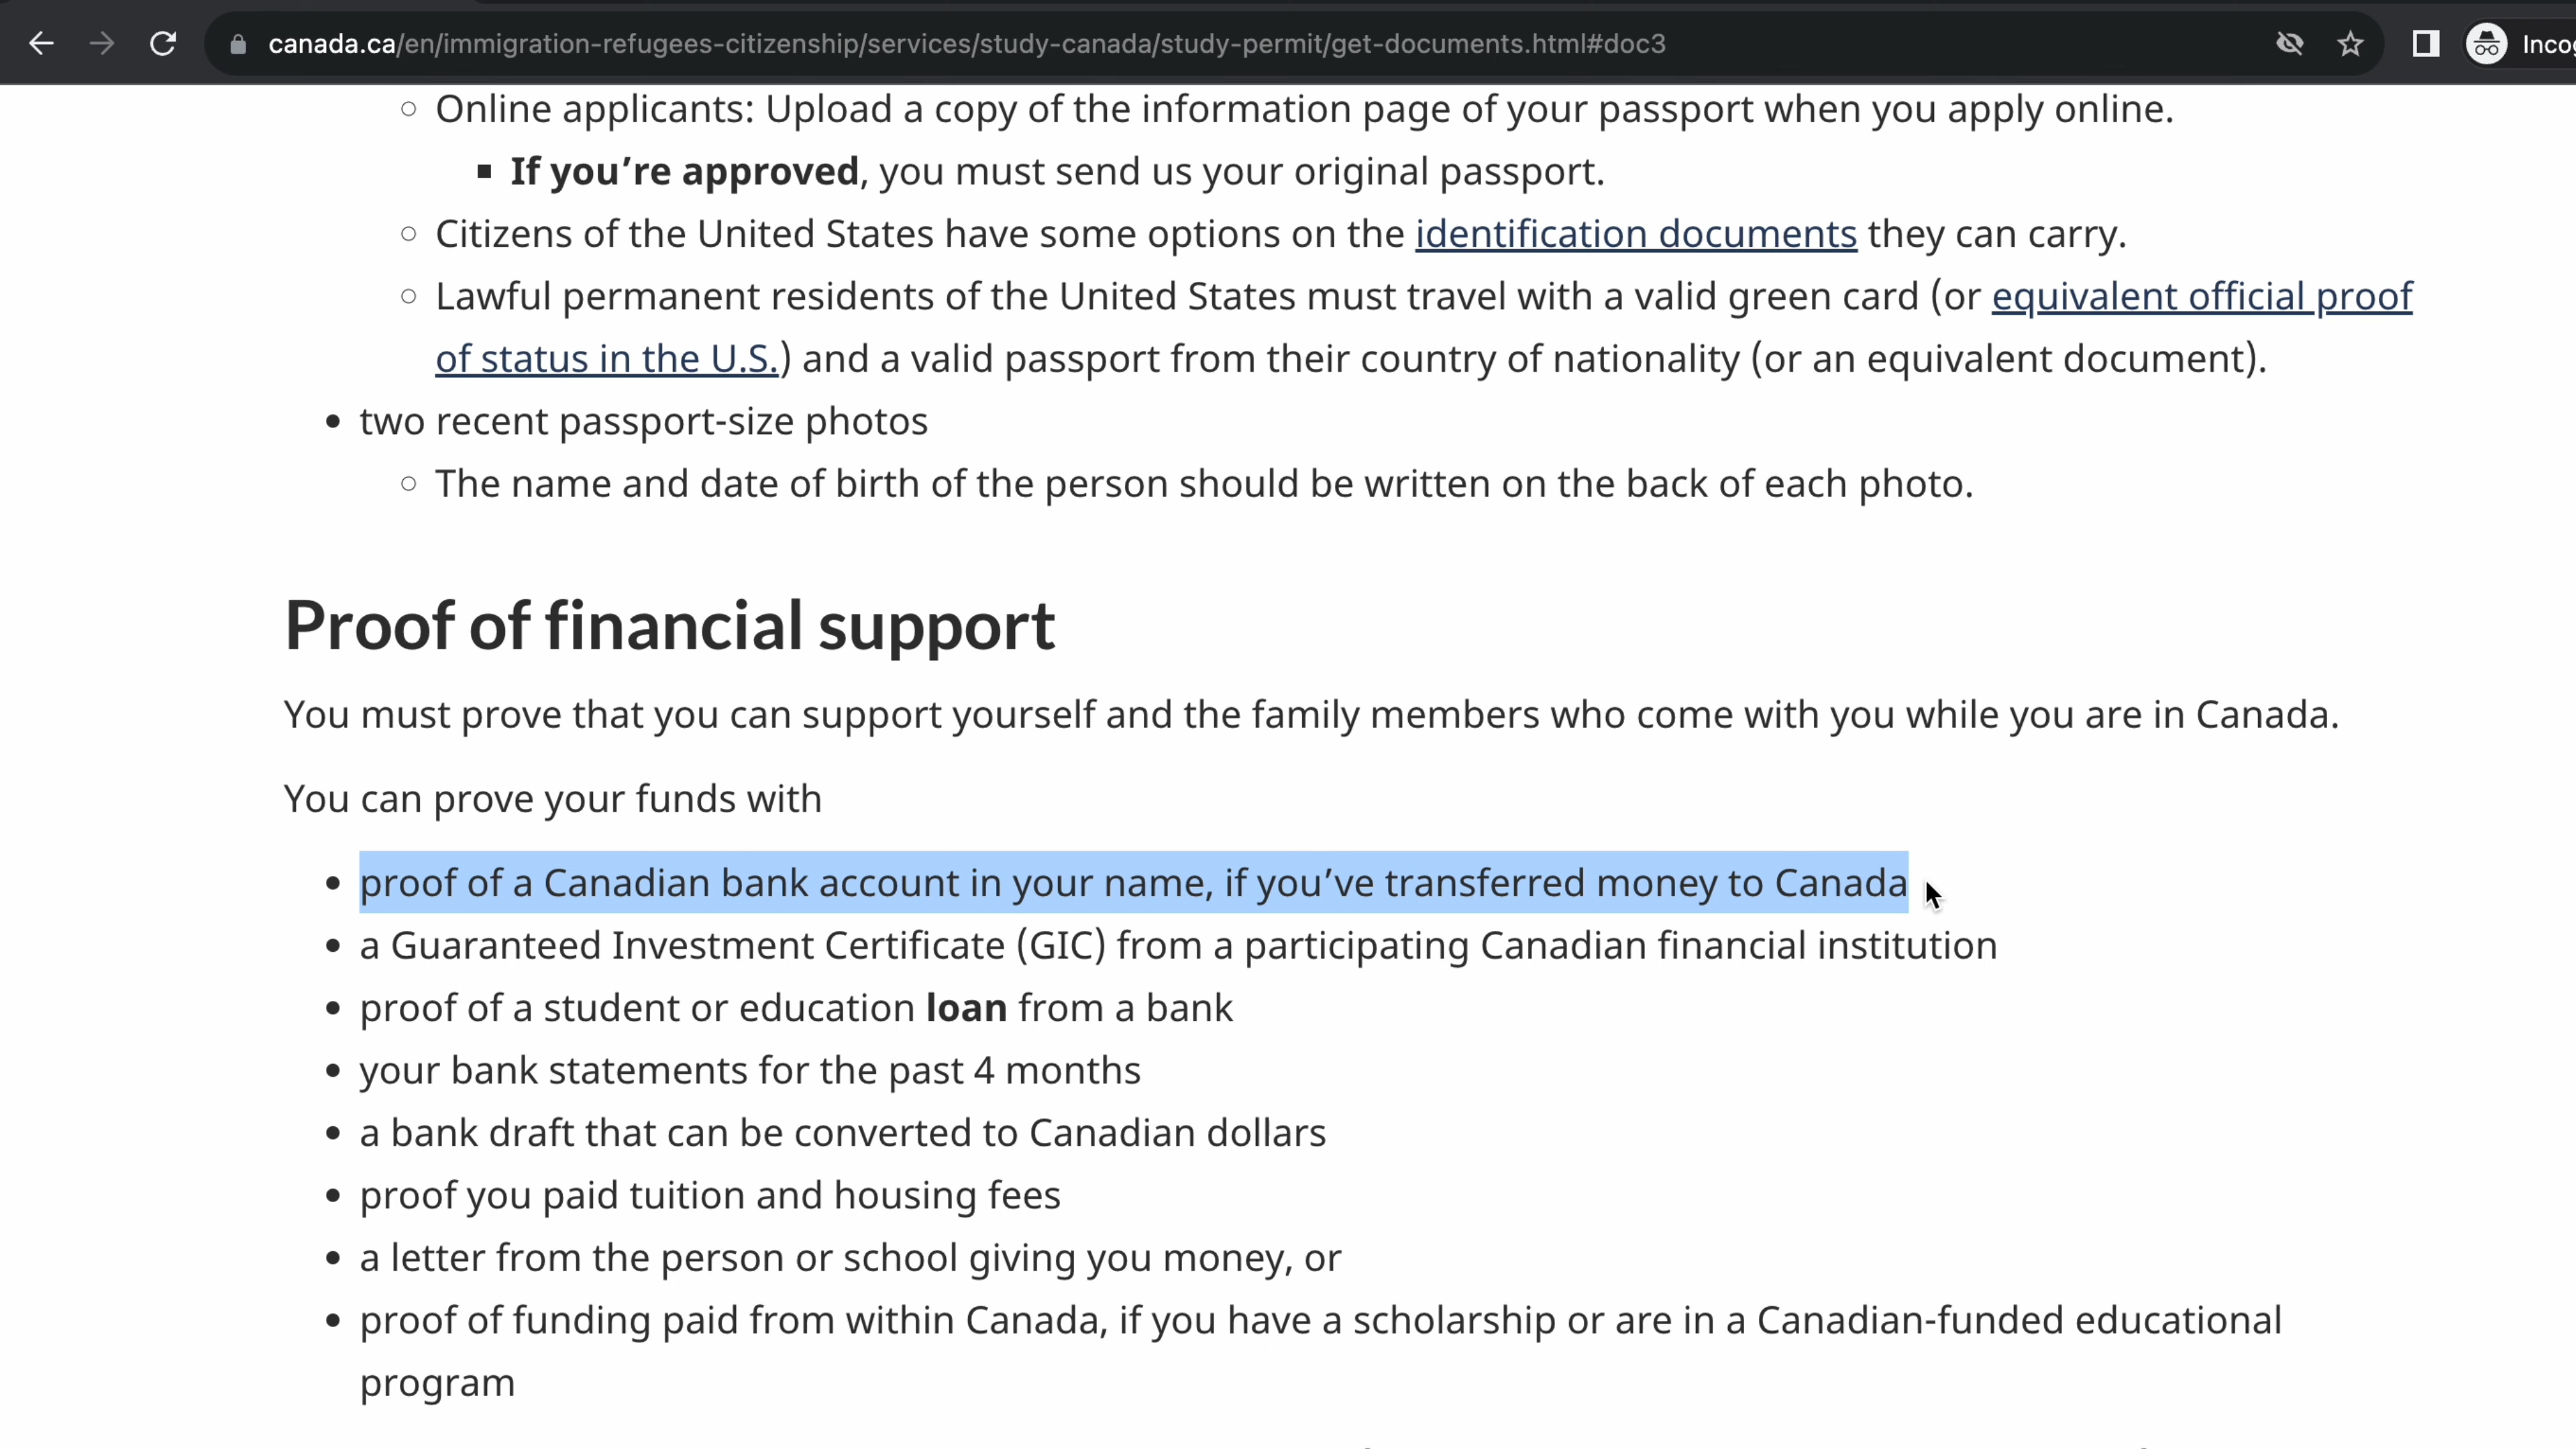 canada.ca/en/immigration-refugees-citizenship/services/study-canada/study-permit/get-documents.html#doc3
Online applicants: Upload a copy of the information page of your passport when you apply online.
If you’re approved, you must send us your original passport.
Citizens of the United States have some options on the identification documents they can carry.
Lawful permanent residents of the United States must travel with a valid green card (or equivalent official proof
of status in the U.S.) and a valid passport from their country of nationality (or an equivalent document).
two recent passport-size photos
The name and date of birth of the person should be written on the back of each photo.
Proof of financial support
You must prove that you can support yourself and the family members who come with you while you are in Canada.
You can prove your funds with
proof of a Canadian bank account in your name, if you’ve transferred money to Canada
a Guaranteed Investment Certificate (GIC) from a participating Canadian financial institution
proof of a student or education loan from a bank
your bank statements for the past 4 months
a bank draft that can be converted to Canadian dollars
proof you paid tuition and housing fees
a letter from the person or school giving you money, or
proof of funding paid from within Canada, if you have a scholarship or are in a Canadian-funded educational
program